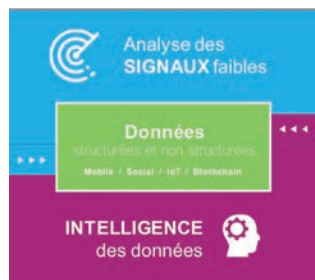 Analyse des
SIGNAUX faibles
Données
structurées et non structurées
Mobile / Social / IoT / Blockchain
INTELLIGENCE
des données